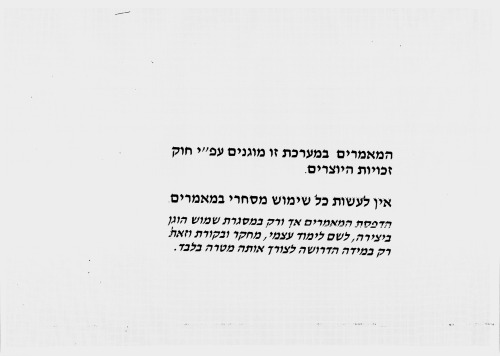 המאמרים במערכת זו מוגנים עפ״י חוק
זכויות היוצרים.
אין לעשות כל שימוש מסחרי במאמרים
הדפסת המאמרים אך ורק במסגרת שמוש הוגן
ביצירה, לשם לימוד עצמי, מחקר ובקורת וזאת
רק במידה הדרושה לצורך אותה מטרה בלבד.